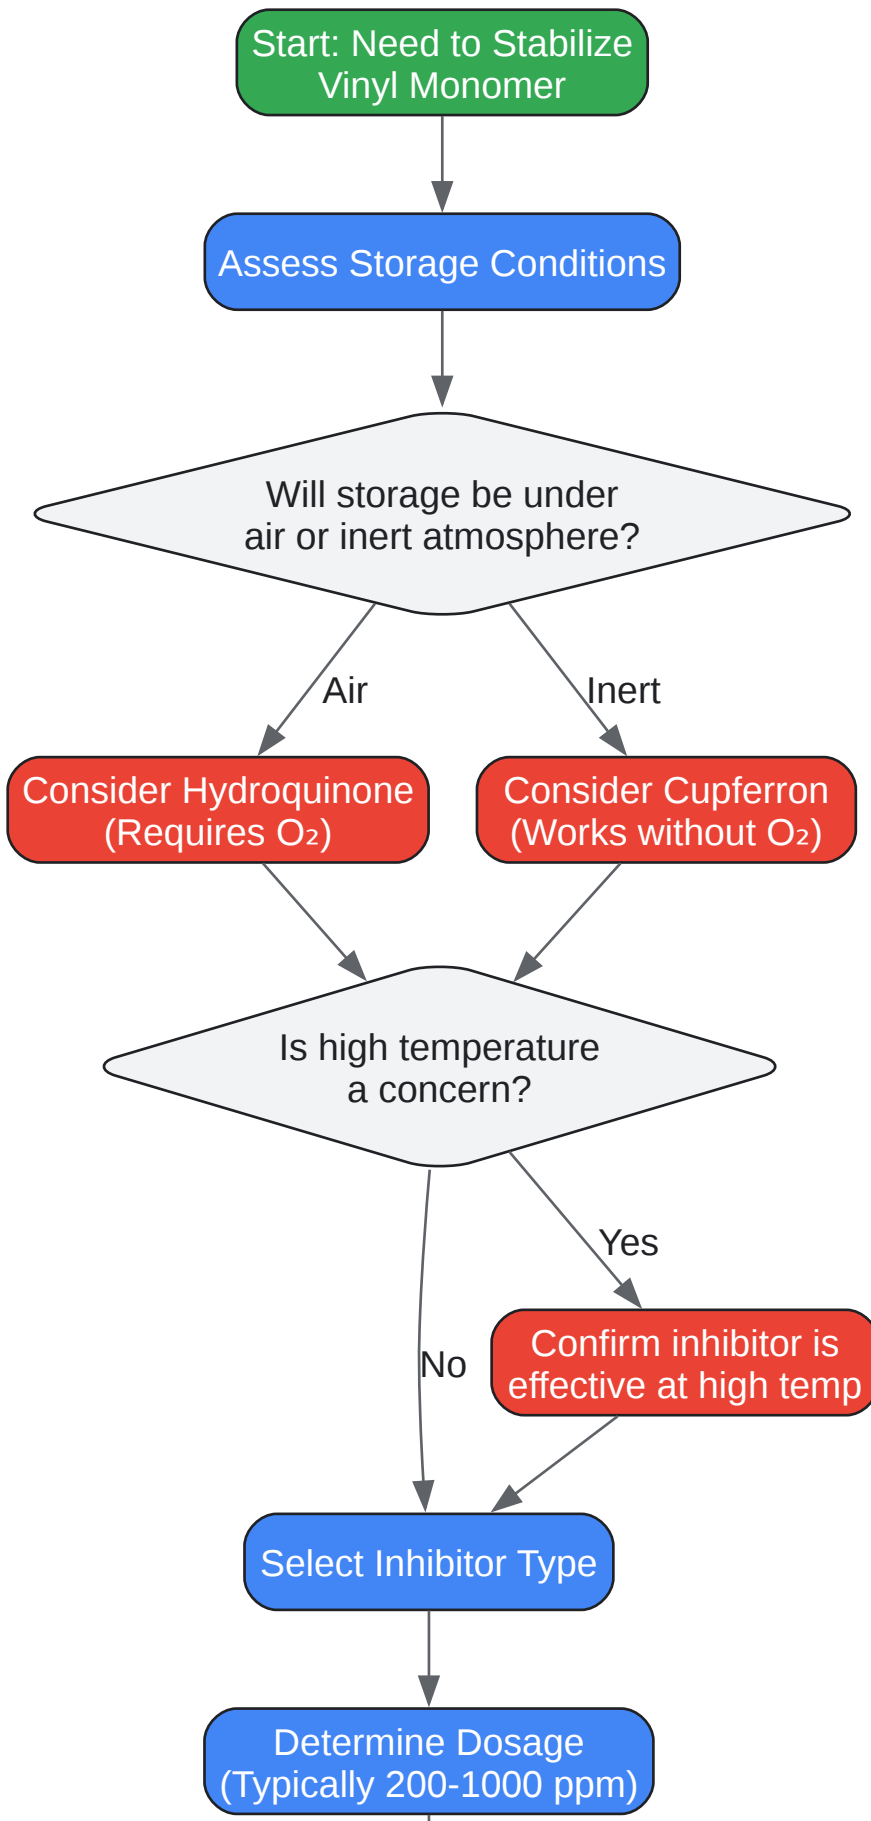 Start: Need to Stabilize
Vinyl Monomer
Assess Storage Conditions
Will storage be under
air or inert atmosphere?
Air
Inert
Consider Hydroquinone
(Requires O₂)
Consider Cupferron
(Works without O₂)
Is high temperature
a concern?
Yes
No
Confirm inhibitor is
effective at high temp
Select Inhibitor Type
Determine Dosage
(Typically 200-1000 ppm)